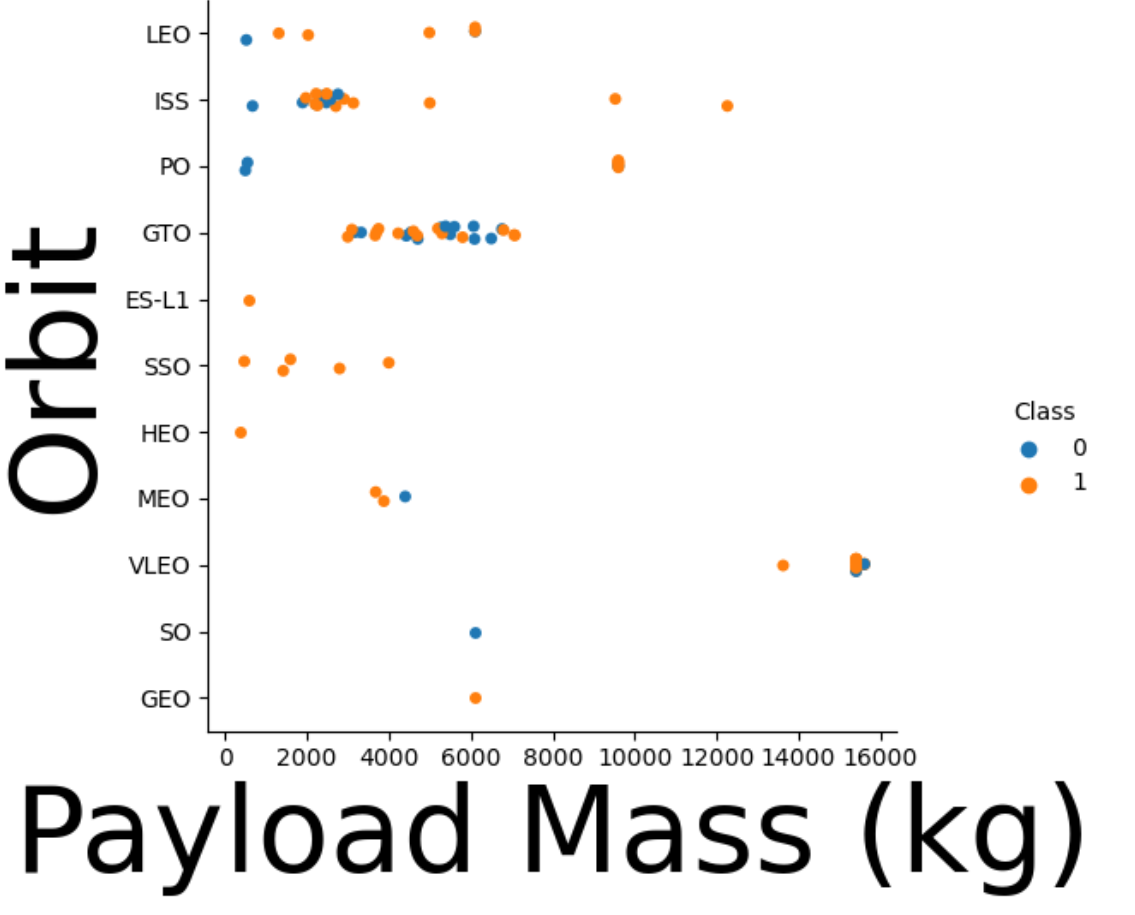 LEO
ISS
PO
GTO
ES-L1
SSO
HEO
MEO
VLEO
SO
GEO
Orbit
Class
0
1
0 2000 4000 6000 8000 10000 12000 14000 16000
Payload Mass (kg)